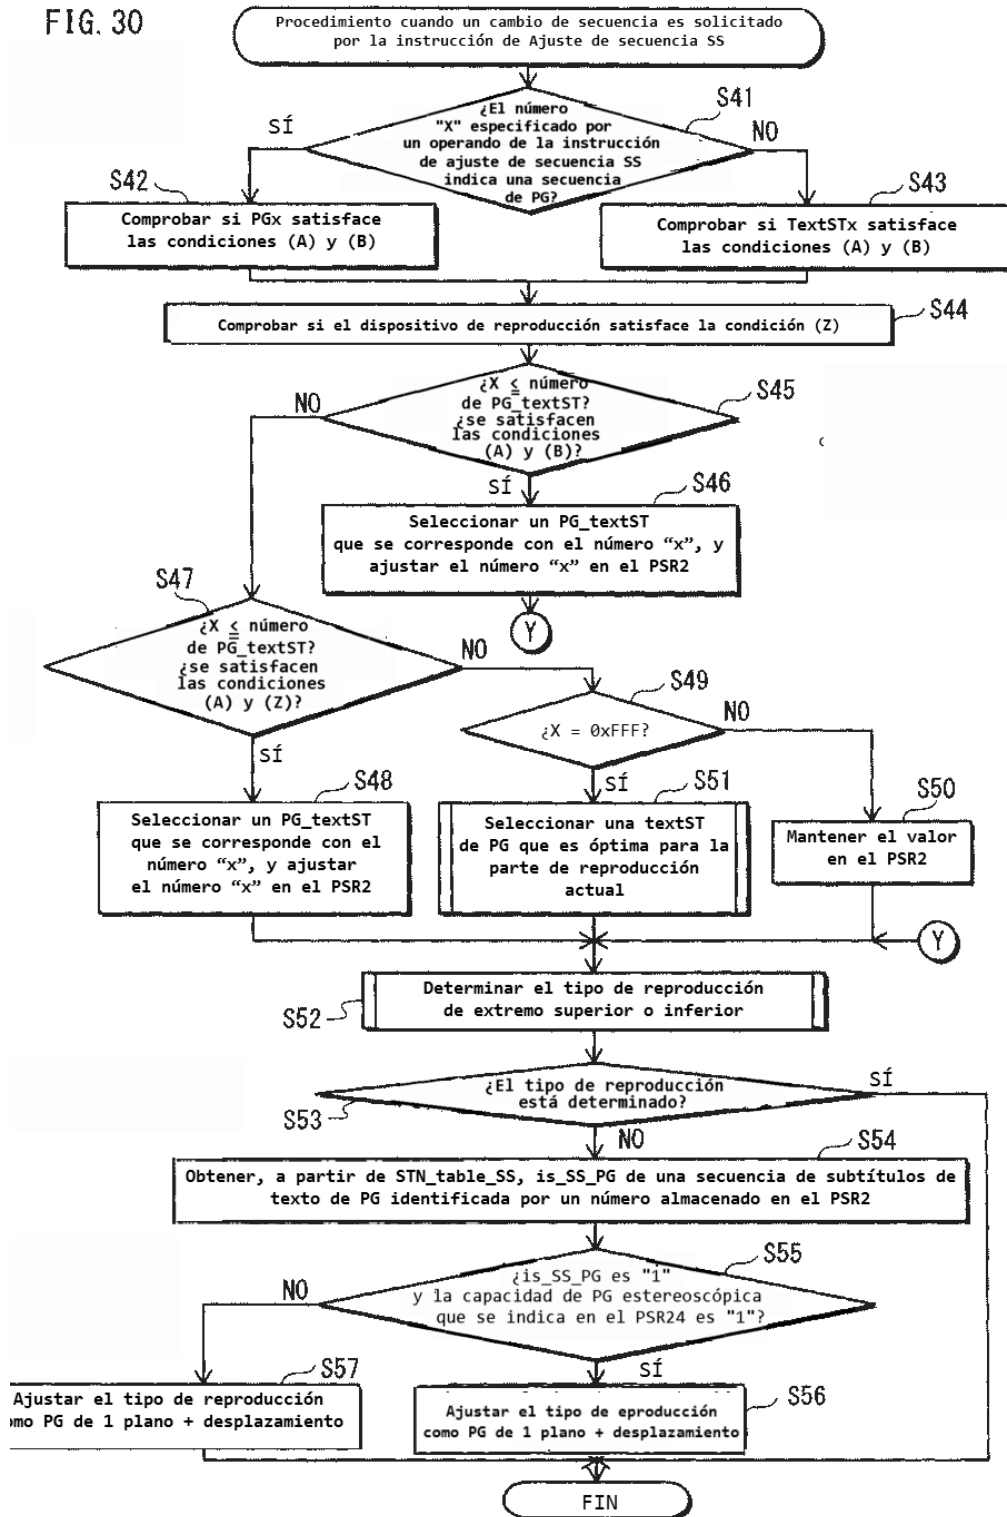 FIG. 30
Procedimiento cuando un cambio de secuencia es solicitado
por la instrucción de Ajuste de secuencia SS
S41
¿El número
"X" especificado por
un operando de la instrucción
de ajuste de secuencia SS
indica una secuencia
de PG?
SÍ
NO
S42
Comprobar si PGx satisface
las condiciones (A) y (B)
S43
Comprobar si TextSTx satisface
las condiciones (A) y (B)
S44
Comprobar si el dispositivo de reproducción satisface la condición (Z)
S45
¿X ≦ número
de PG_textST?
¿se satisfacen
las condiciones
(A) y (B)?
NO
SÍ
S46
Seleccionar un PG_textST
que se corresponde con el número “x”, y
ajustar el número “x” en el PSR2
Y
S47
¿X ≦ número
de PG_textST?
¿se satisfacen
las condiciones
(A) y (Z)?
NO
SÍ
S49
¿X = 0xFFF?
NO
SÍ
S48
Seleccionar un PG_textST
que se corresponde con el
número “x”, y ajustar
el número “x” en el PSR2
S51
Seleccionar una textST
de PG que es óptima para la
parte de reproducción
actual
S50
Mantener el valor
en el PSR2
Y
S52
Determinar el tipo de reproducción
de extremo superior o inferior
S53
¿El tipo de reproducción
está determinado?
SÍ
NO
S54
Obtener, a partir de STN_table_SS, is_SS_PG de una secuencia de subtítulos de
texto de PG identificada por un número almacenado en el PSR2
S55
¿is_SS_PG es "1"
y la capacidad de PG estereoscópica
que se indica en el PSR24 es "1"?
NO
SÍ
S57
Ajustar el tipo de reproducción
omo PG de 1 plano + desplazamiento
S56
Ajustar el tipo de eproducción
como PG de 1 plano + desplazamiento
FIN